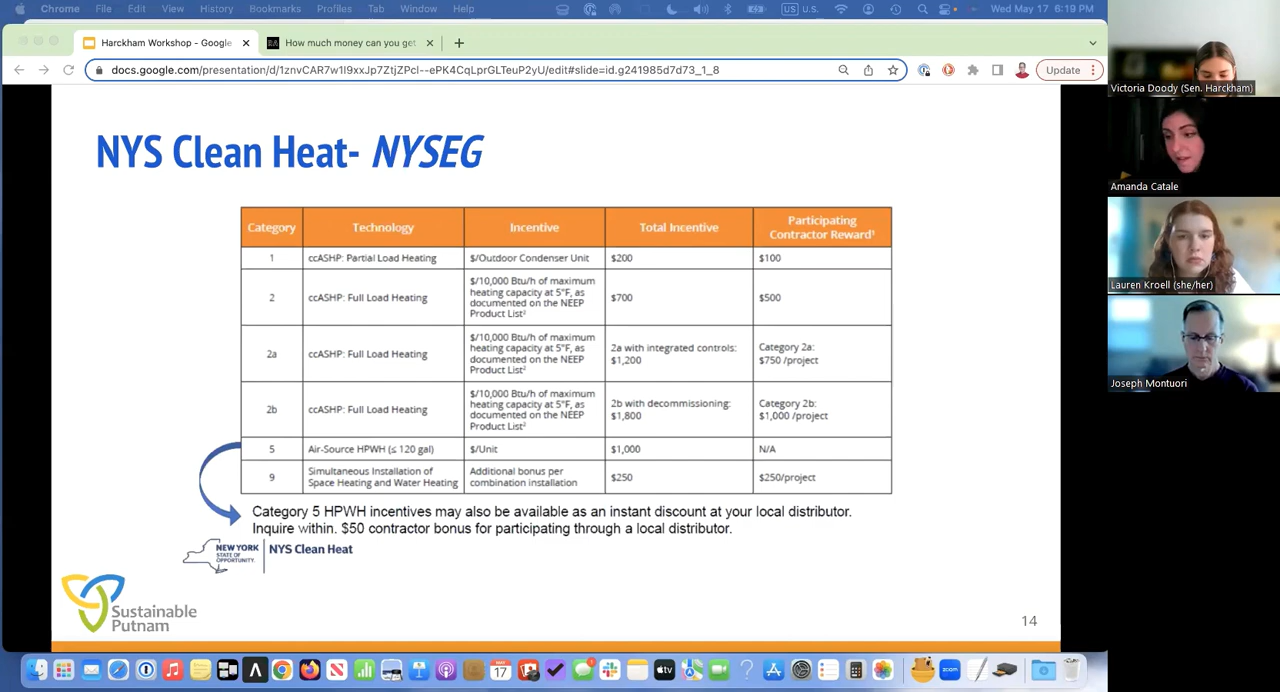 Chrome File Edit View History Bookmarks Profiles Tab Window Help US U.S. Wed May 17 6:19 PM
Harckham Workshop - Google How much money can you get
docs.google.com/presentation/d/1znvCAR7w1I9xxJp7ZtjZPcl--ePK4CqLprGLTeuP2yU/edit#slide=id.g241985d7d73_1_8 Update
NYS Clean Heat- NYSEG
Category Technology Incentive Total Incentive Participating
Contractor Reward¹
1 ccASHP: Partial Load Heating $/Outdoor Condenser Unit $200 $100
2 ccASHP: Full Load Heating $/10,000 Btu/h of maximum
heating capacity at 5°F, as
documented on the NEEP
Product List² $700 $500
2a ccASHP: Full Load Heating $/10,000 Btu/h of maximum
heating capacity at 5°F, as
documented on the NEEP
Product List² 2a with integrated controls:
$1,200 Category 2a:
$750 /project
2b ccASHP: Full Load Heating $/10,000 Btu/h of maximum
heating capacity at 5°F, as
documented on the NEEP
Product List² 2b with decommissioning:
$1,800 Category 2b:
$1,000 /project
5 Air-Source HPWH (≤ 120 gal) $/Unit $1,000 N/A
9 Simultaneous Installation of
Space Heating and Water Heating Additional bonus per
combination installation $250 $250/project
Category 5 HPWH incentives may also be available as an instant discount at your local distributor.
Inquire within. $50 contractor bonus for participating through a local distributor.
NEW YORK
STATE OF
OPPORTUNITY.
NYS Clean Heat
Sustainable
Putnam
14
Victoria Doody (Sen. Harckham)
Amanda Catale
Lauren Kroell (she/her)
Joseph Montuori
MAY
17
tv
zoom